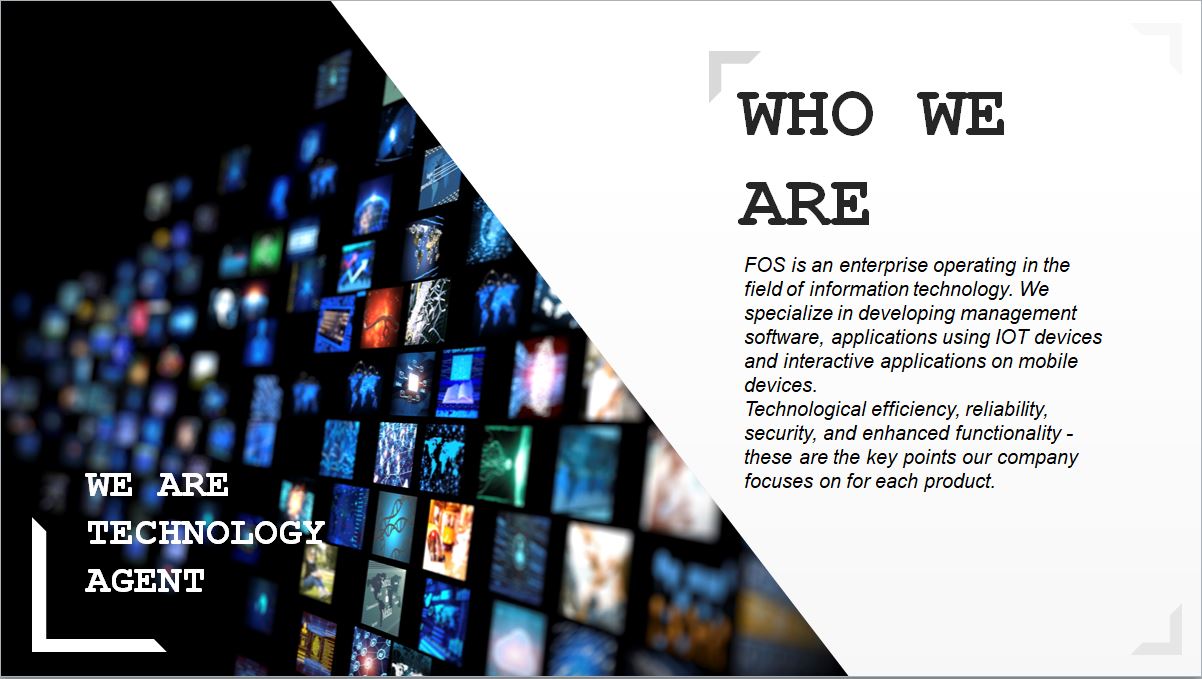 WHO WE
ARE
FOS is an enterprise operating in the
field of information technology. We
specialize in developing management
software, applications using IOT devices
and interactive applications on mobile
devices.
Technological efficiency, reliability,
security, and enhanced functionality -
these are the key points our company
focuses on for each product.
WE ARE
TECHNOLOGY
AGENT